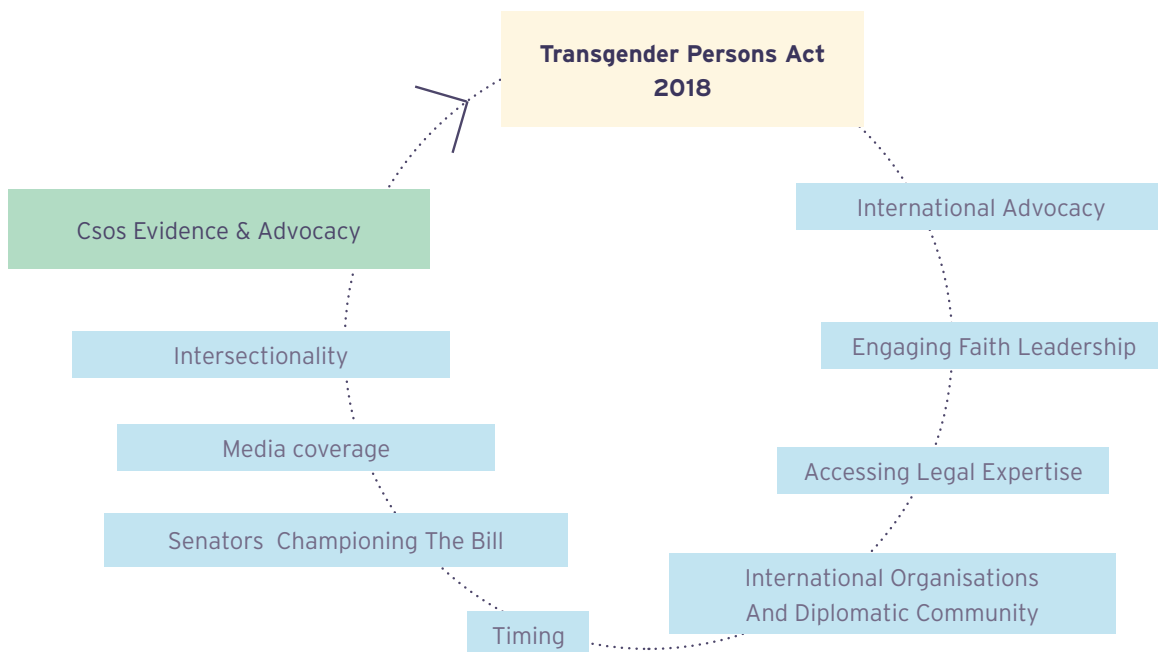 Transgender Persons Act
2018
International Advocacy
Csos Evidence & Advocacy
Engaging Faith Leadership
Intersectionality
Media coverage
Accessing Legal Expertise
Senators  Championing The Bill
International Organisations
And Diplomatic Community
Timing